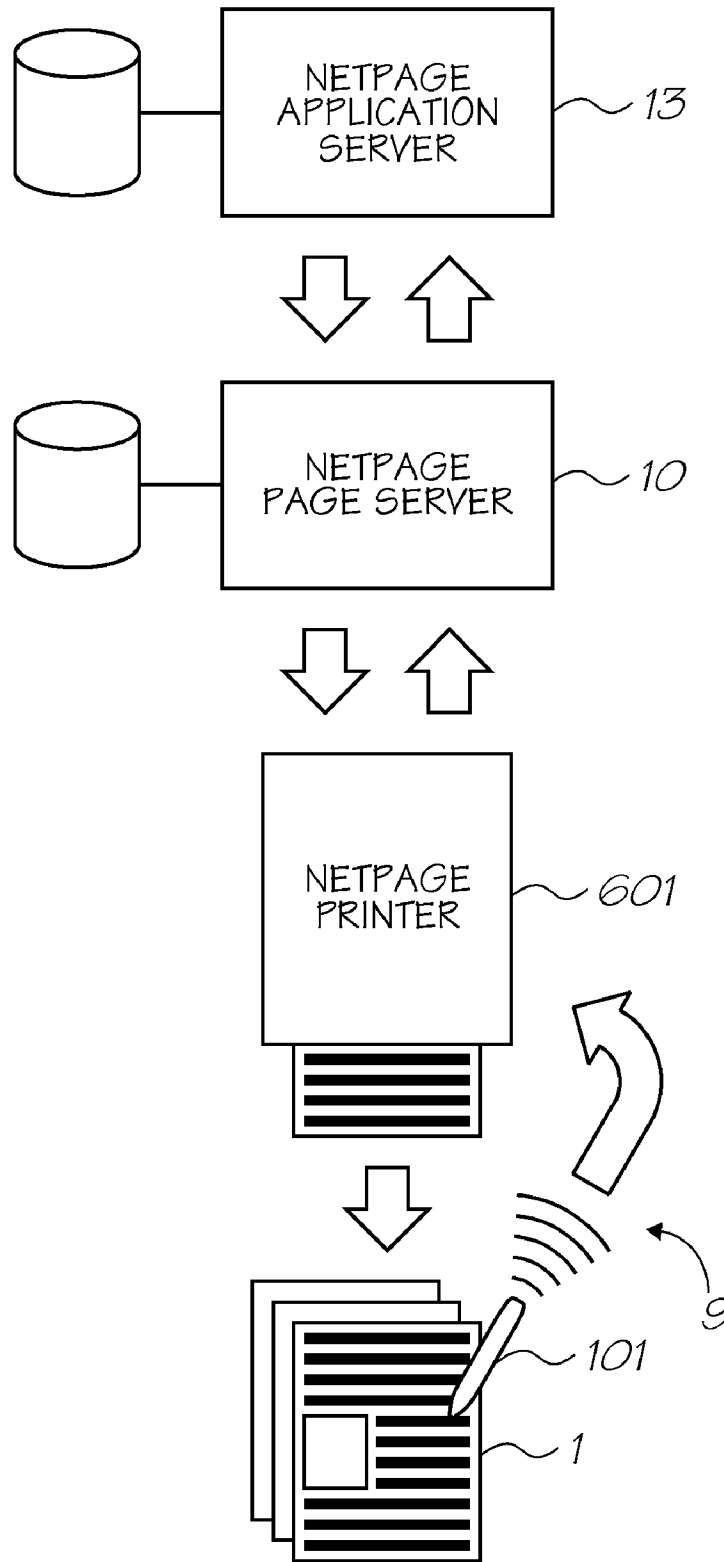 NETPAGE
APPLICATION
SERVER
13
NETPAGE
PAGE SERVER
10
NETPAGE
PRINTER
601
9
101
1